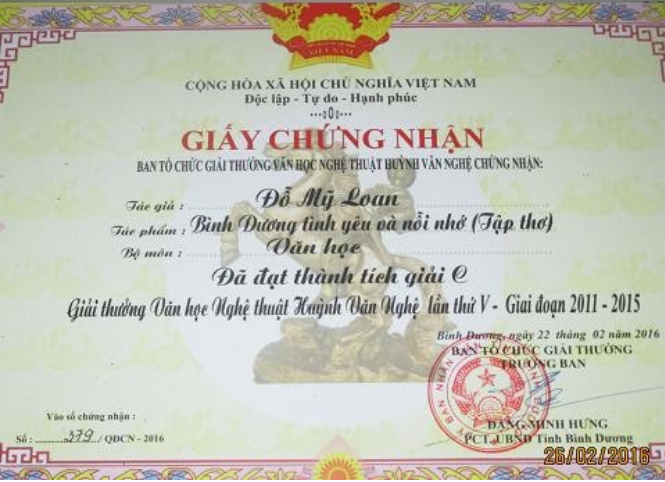 VIỆT NAM
CỘNG HÒA XÃ HỘI CHỦ NGHĨA VIỆT NAM
Độc lập - Tự do - Hạnh phúc
GIẤY CHỨNG NHẬN
BAN TỔ CHỨC GIẢI THƯỞNG VĂN HỌC NGHỆ THUẬT HUỲNH VĂN NGHỆ CHỨNG NHẬN:
Tác giả : Đỗ Mỹ Loan
Tác phẩm : Bình Dương tình yêu và nỗi nhớ (Tập thơ)
Bộ môn : Văn học
Đã đạt thành tích giải C
Giải thưởng Văn học Nghệ thuật Huỳnh Văn Nghệ lần thứ V - Giai đoạn 2011 - 2015
Bình Dương, ngày 22 tháng 02 năm 2016
BAN TỔ CHỨC GIẢI THƯỞNG
TRƯỞNG BAN
Vào sổ chứng nhận :
Số : 379 / QĐCN - 2016
ĐẶNG MINH HƯNG
PCT.UBND Tỉnh Bình Dương
26/02/2016